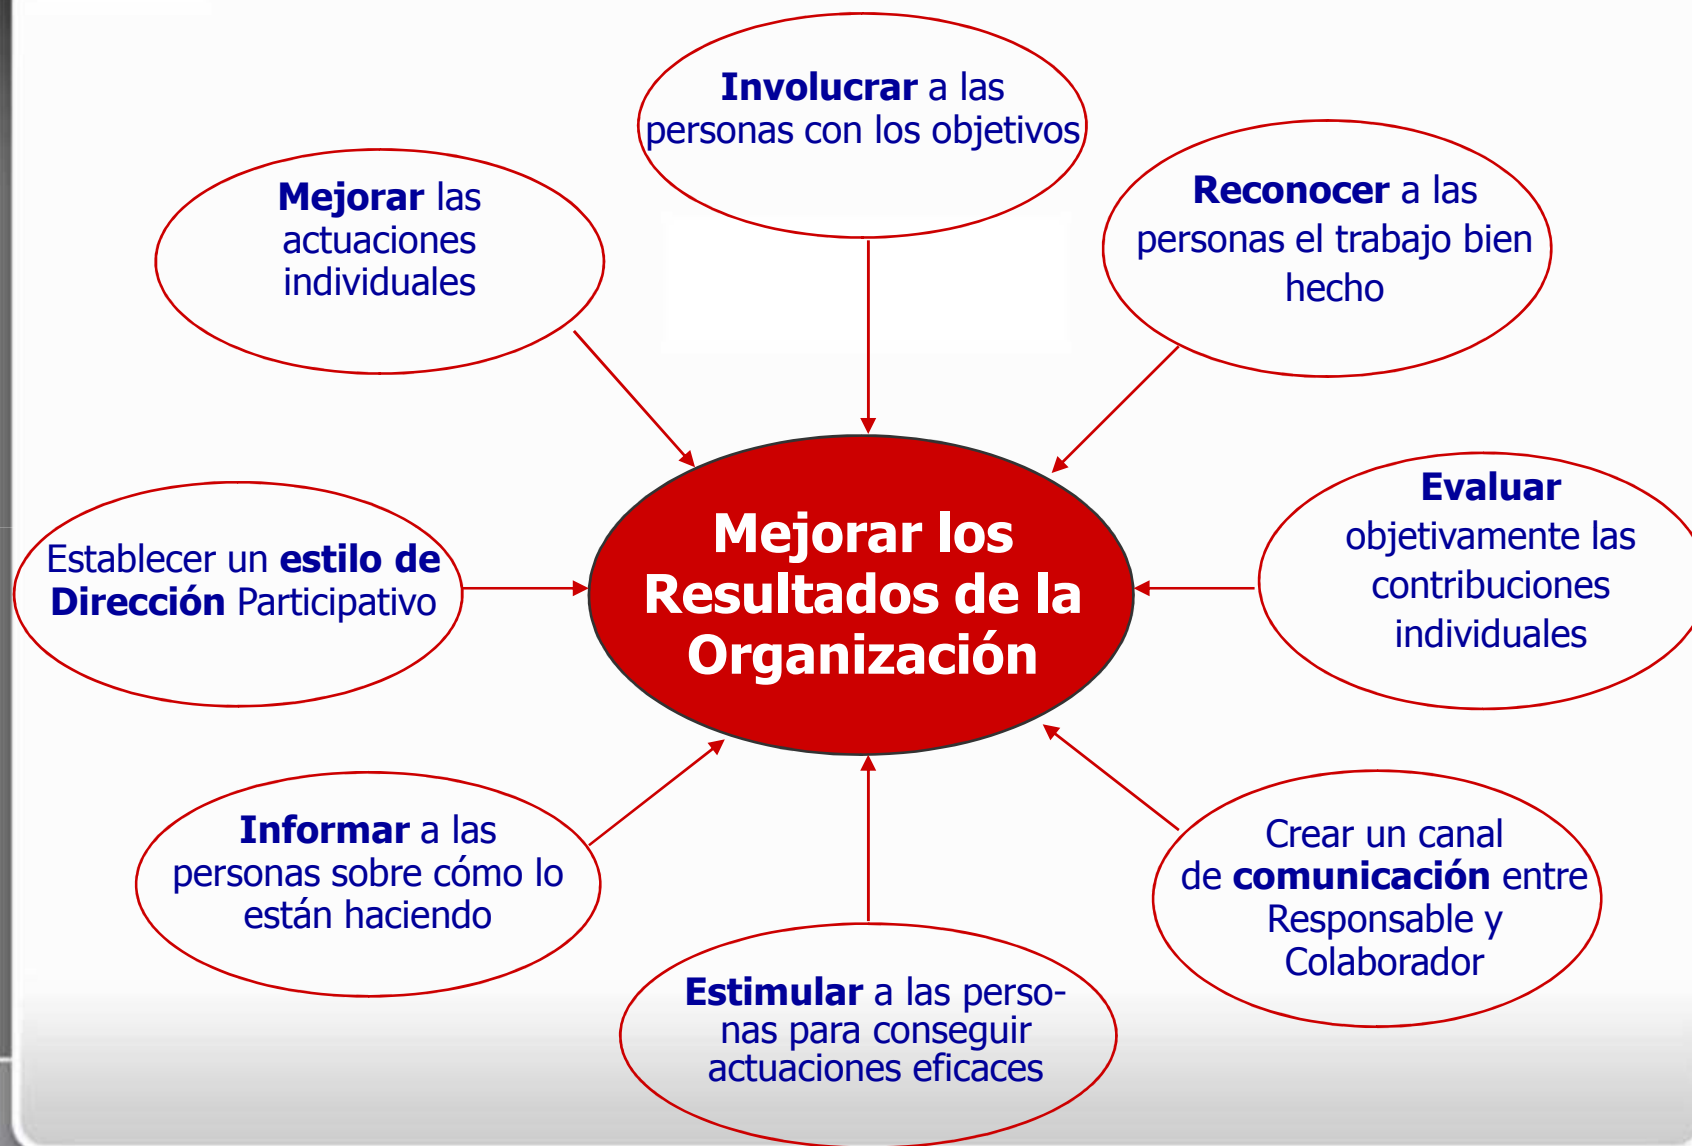 Involucrar a las
personas con los objetivos
Mejorar las
actuaciones
individuales
Reconocer a las
personas el trabajo bien
hecho
Evaluar
objetivamente las
contribuciones
individuales
Establecer un estilo de
Dirección Participativo
Mejorar los
Resultados de la
Organización
Informar a las
personas sobre cómo lo
están haciendo
Crear un canal
de comunicación entre
Responsable y
Colaborador
Estimular a las perso-
nas para conseguir
actuaciones eficaces